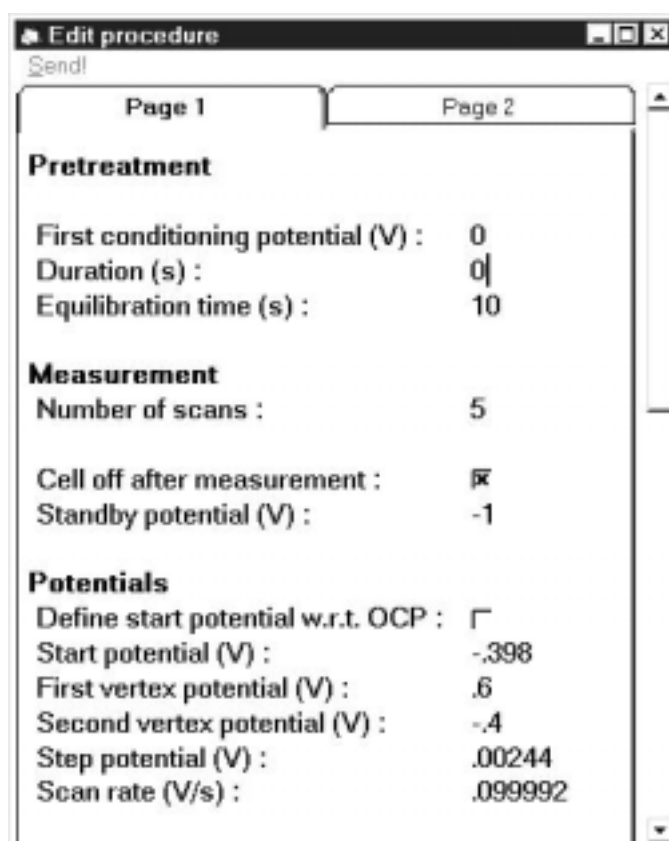 Edit procedure
Send!
Page 1 Page 2
Pretreatment
First conditioning potential (V) : 0
Duration (s) : 0
Equilibration time (s) : 10
Measurement
Number of scans : 5
Cell off after measurement :
Standby potential (V) : -1
Potentials
Define start potential w.r.t. OCP :
Start potential (V) : -.398
First vertex potential (V) : .6
Second vertex potential (V) : -.4
Step potential (V) : .00244
Scan rate (V/s) : .099992